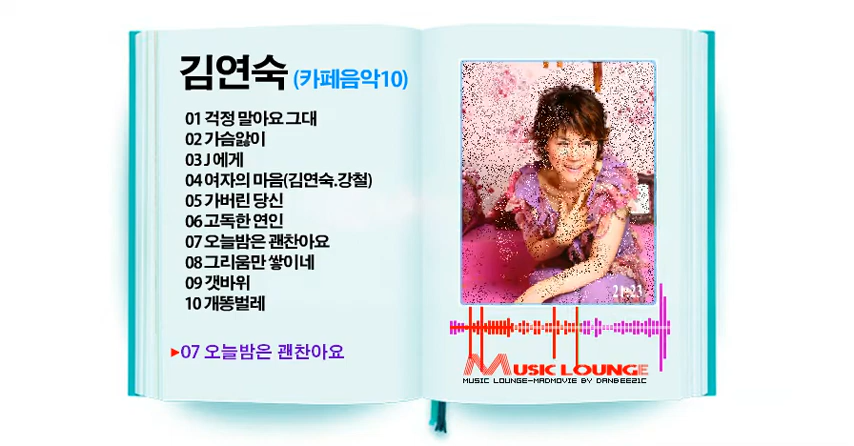 김연숙 (카페음악10)
01 걱정 말아요 그대
02 가슴앓이
03 J 에게
04 여자의 마음(김연숙.강철)
05 가버린 당신
06 고독한 연인
07 오늘밤은 괜찬아요
08 그리움만 쌓이네
09 갯바위
10 개똥벌레
▶07 오늘밤은 괜찬아요
21:23
MUSIC LOUNGE
MUSIC LOUNGE-MADMOVIE BY DANBEE21C